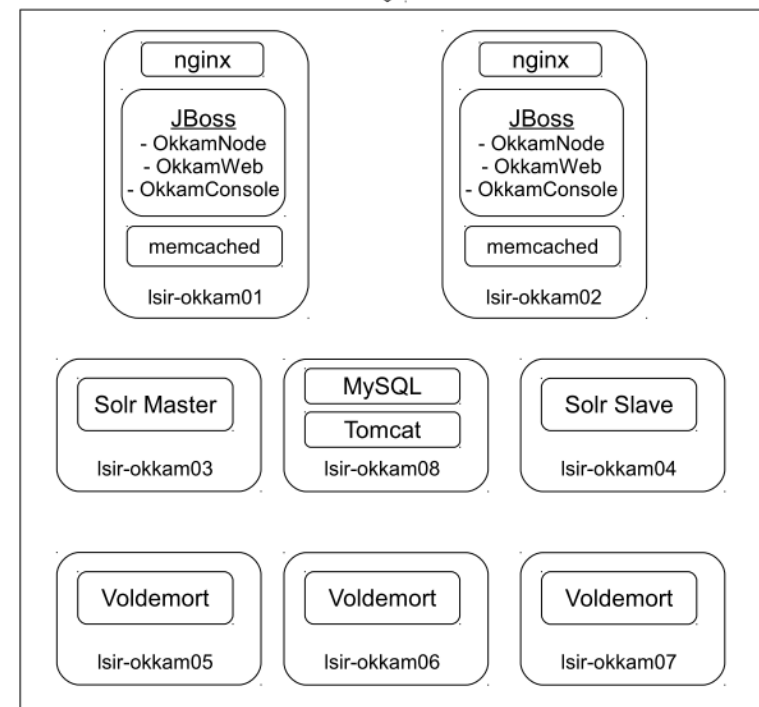 nginx
JBoss
- OkkamNode
- OkkamWeb
- OkkamConsole
memcached
lsir-okkam01
nginx
JBoss
- OkkamNode
- OkkamWeb
- OkkamConsole
memcached
lsir-okkam02
Solr Master
lsir-okkam03
MySQL
Tomcat
lsir-okkam08
Solr Slave
lsir-okkam04
Voldemort
lsir-okkam05
Voldemort
lsir-okkam06
Voldemort
lsir-okkam07